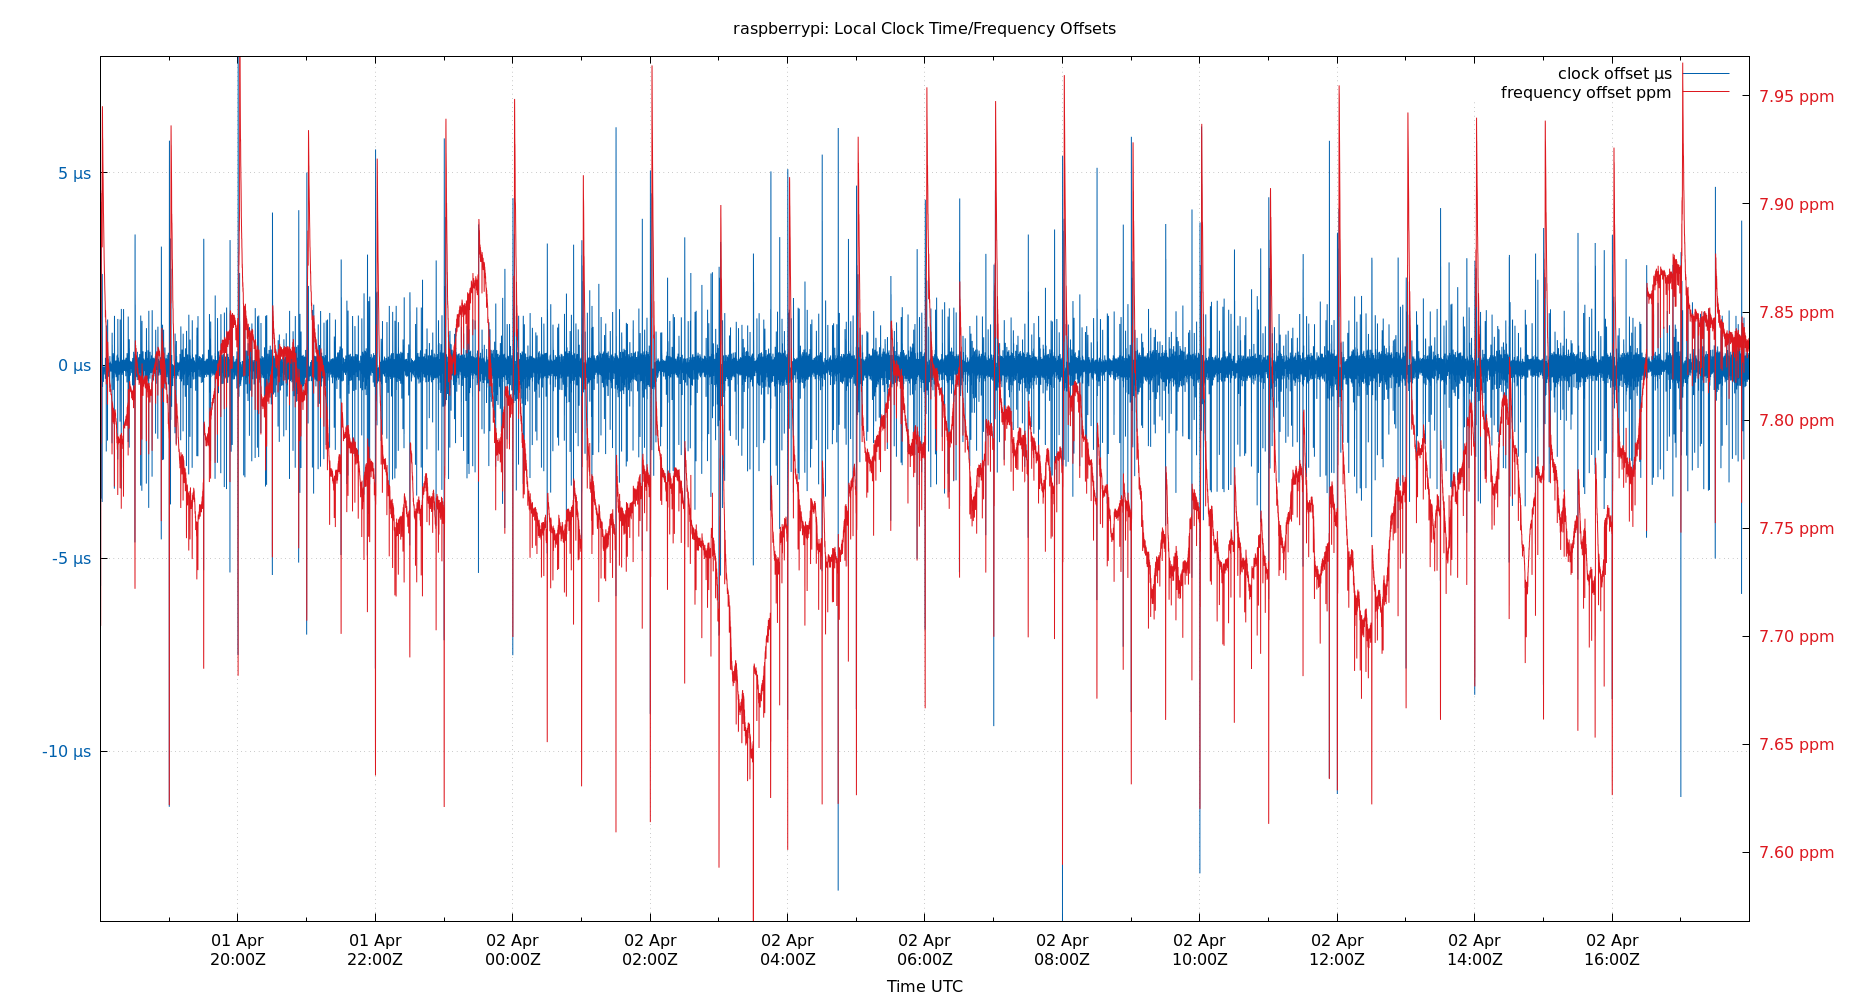 raspberrypi: Local Clock Time/Frequency Offsets
clock offset µs
frequency offset ppm
5 µs
0 µs
-5 µs
-10 µs
7.95 ppm
7.90 ppm
7.85 ppm
7.80 ppm
7.75 ppm
7.70 ppm
7.65 ppm
7.60 ppm
01 Apr
20:00Z
01 Apr
22:00Z
02 Apr
00:00Z
02 Apr
02:00Z
02 Apr
04:00Z
02 Apr
06:00Z
02 Apr
08:00Z
02 Apr
10:00Z
02 Apr
12:00Z
02 Apr
14:00Z
02 Apr
16:00Z
Time UTC